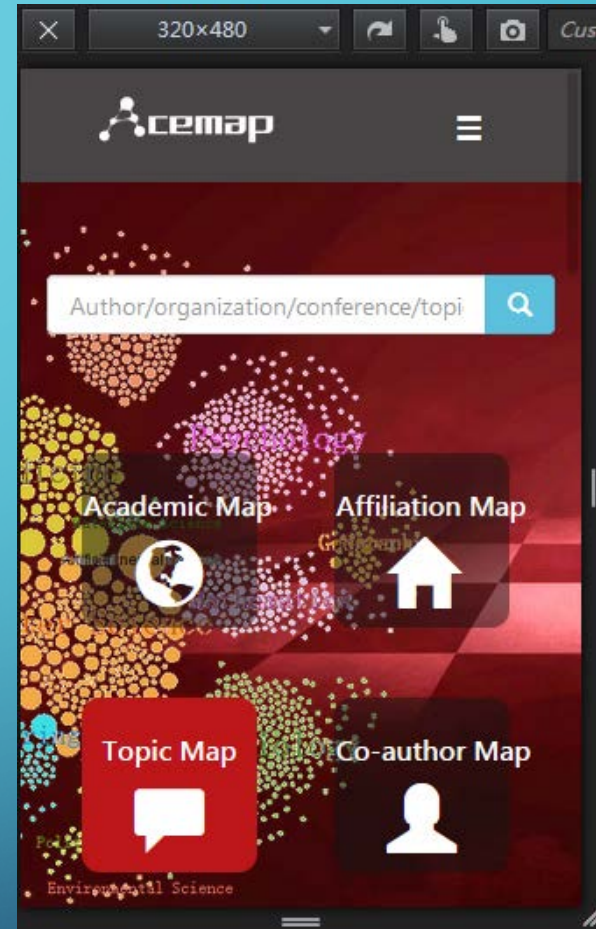 320×480
Cus
Acemap
Author/organization/conference/topi
Psychology
Academic Map
Affiliation Map
Topic Map
Co-author Map
Environmental Science